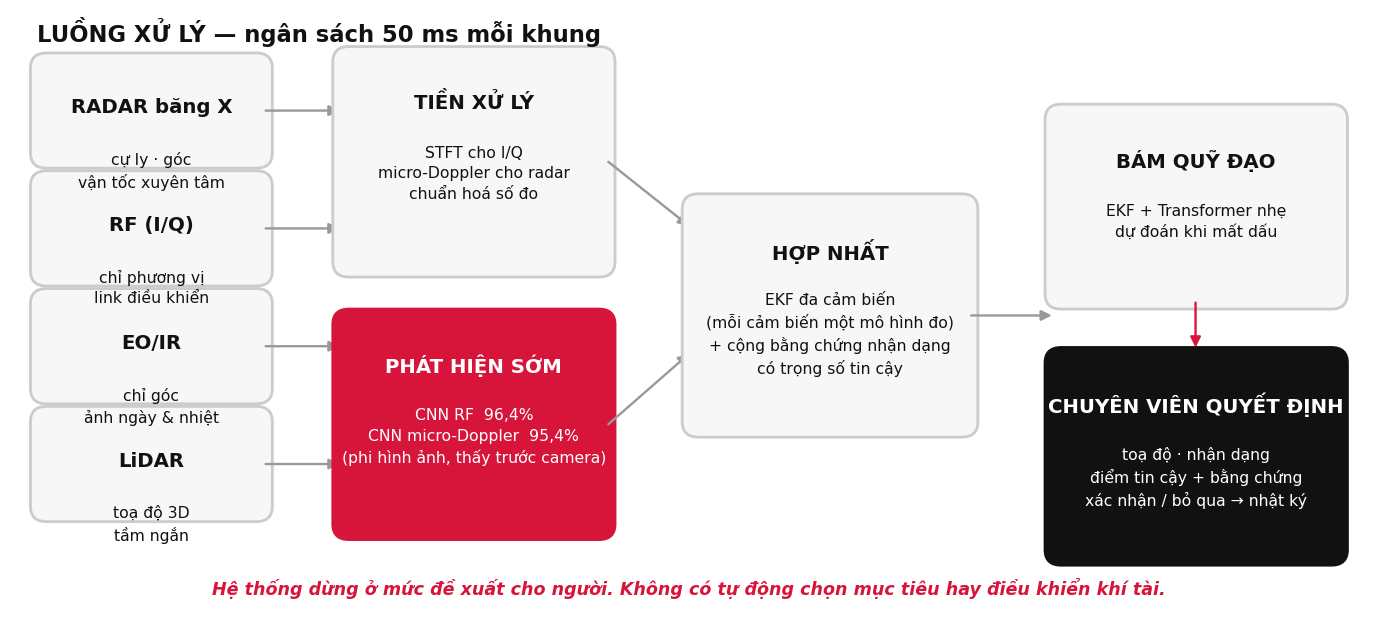 LUỒNG XỬ LÝ — ngân sách 50 ms mỗi khung
RADAR băng X
cự ly · góc
vận tốc xuyên tâm
RF (I/Q)
chỉ phương vị
link điều khiển
EO/IR
chỉ góc
ảnh ngày & nhiệt
LiDAR
toạ độ 3D
tầm ngắn
TIỀN XỬ LÝ
STFT cho I/Q
micro-Doppler cho radar
chuẩn hoá số đo
PHÁT HIỆN SỚM
CNN RF  96,4%
CNN micro-Doppler  95,4%
(phi hình ảnh, thấy trước camera)
HỢP NHẤT
EKF đa cảm biến
(mỗi cảm biến một mô hình đo)
+ cộng bằng chứng nhận dạng
có trọng số tin cậy
BÁM QUỸ ĐẠO
EKF + Transformer nhẹ
dự đoán khi mất dấu
CHUYÊN VIÊN QUYẾT ĐỊNH
toạ độ · nhận dạng
điểm tin cậy + bằng chứng
xác nhận / bỏ qua → nhật ký
Hệ thống dừng ở mức đề xuất cho người. Không có tự động chọn mục tiêu hay điều khiển khí tài.